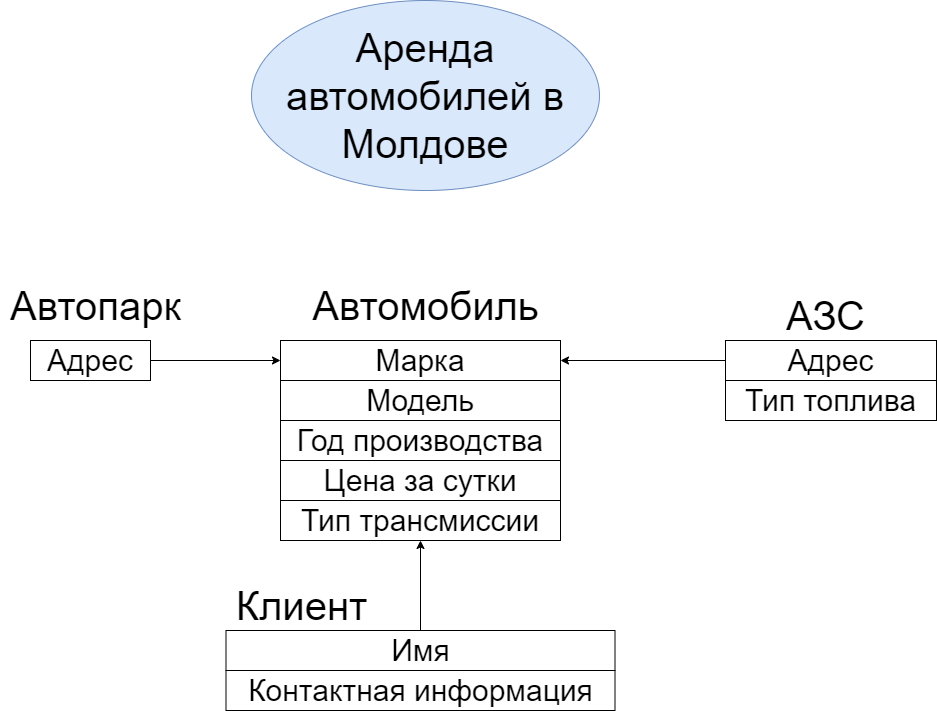 Аренда
автомобилей в
Молдове
Автопарк
Адрес
Автомобиль
Марка
Модель
Год производства
Цена за сутки
Тип трансмиссии
АЗС
Адрес
Тип топлива
Клиент
Имя
Контактная информация